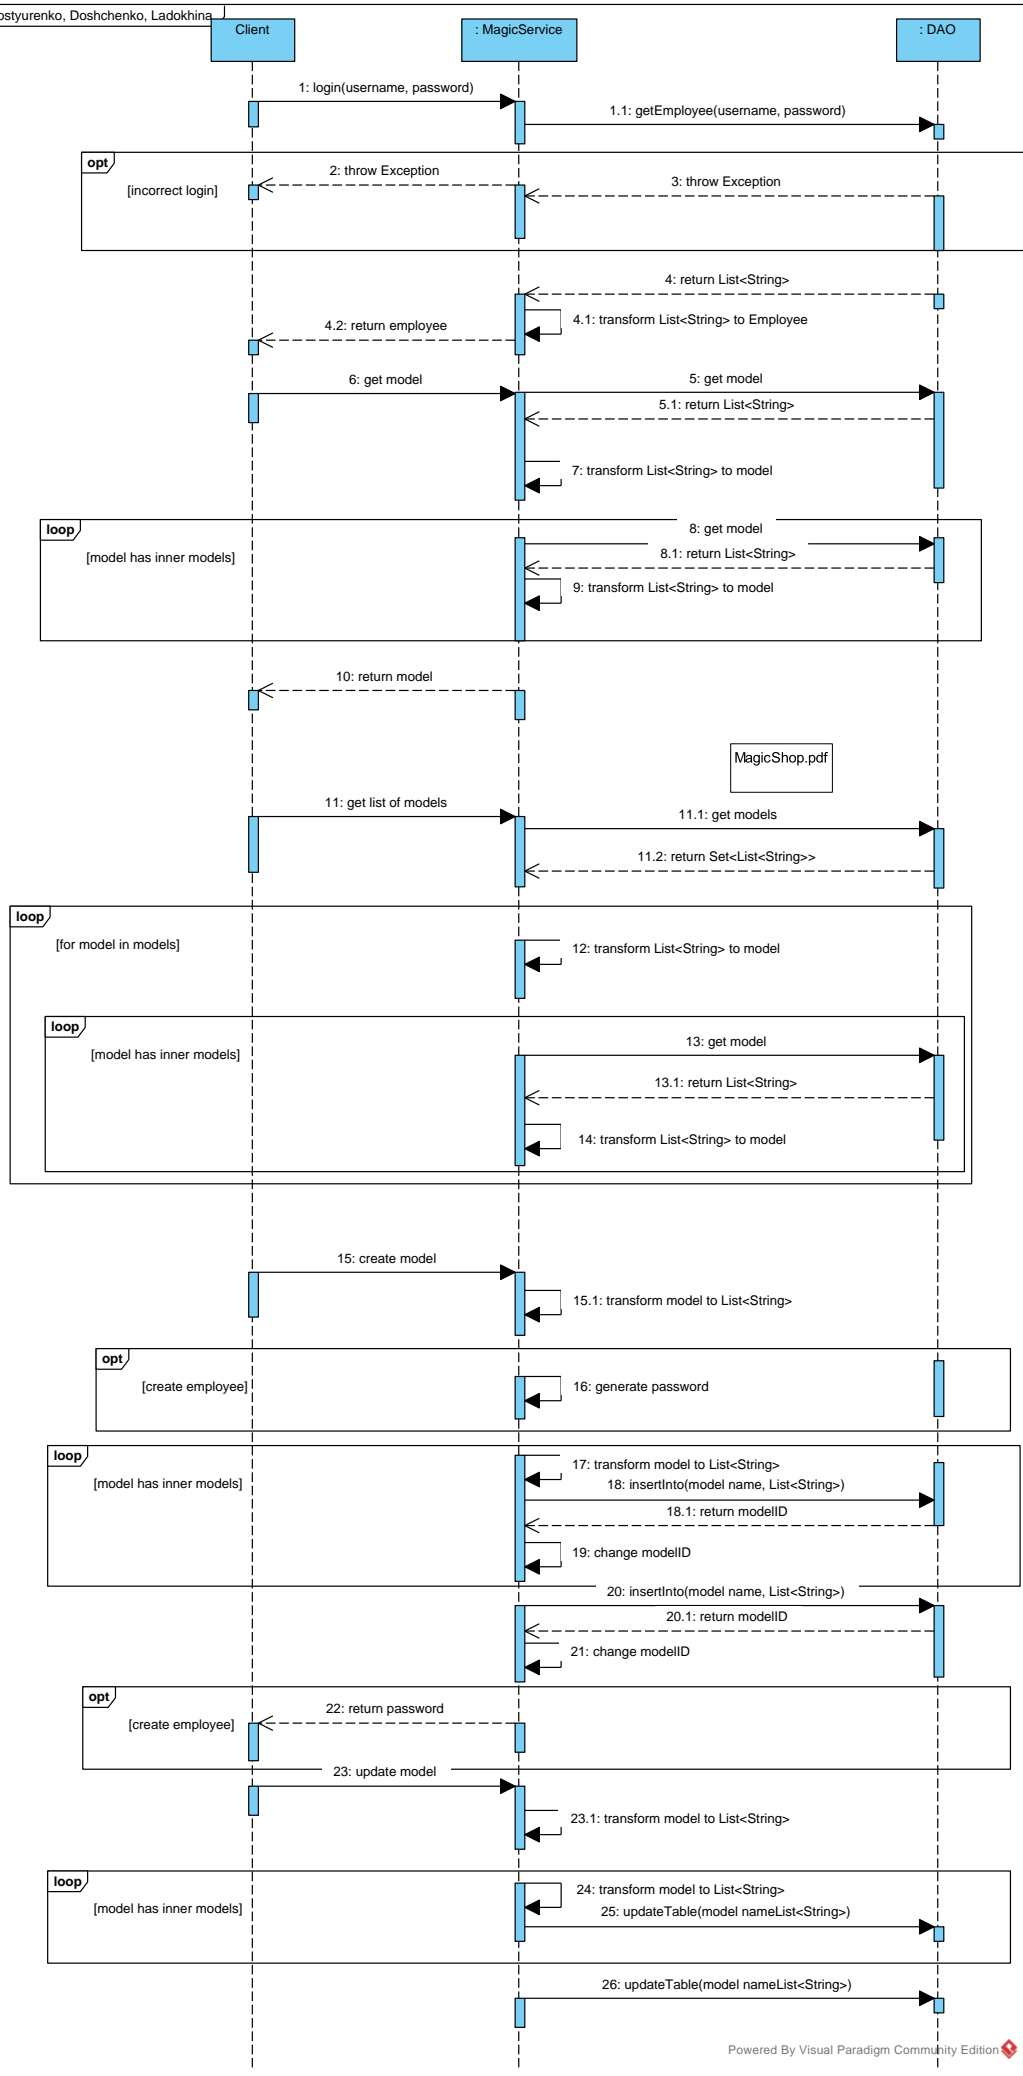 ostyurenko, Doshchenko, Ladokhina
Client
: MagicService
: DAO
1: login(username, password)
1.1: getEmployee(username, password)
opt
[incorrect login]
2: throw Exception
3: throw Exception
4: return List<String>
4.1: transform List<String> to Employee
4.2: return employee
6: get model
5: get model
5.1: return List<String>
7: transform List<String> to model
loop
[model has inner models]
8: get model
8.1: return List<String>
9: transform List<String> to model
10: return model
MagicShop.pdf
11: get list of models
11.1: get models
11.2: return Set<List<String>>
loop
[for model in models]
12: transform List<String> to model
loop
[model has inner models]
13: get model
13.1: return List<String>
14: transform List<String> to model
15: create model
15.1: transform model to List<String>
opt
[create employee]
16: generate password
loop
[model has inner models]
17: transform model to List<String>
18: insertInto(model name, List<String>)
18.1: return modelID
19: change modelID
20: insertInto(model name, List<String>)
20.1: return modelID
21: change modelID
opt
[create employee]
22: return password
23: update model
23.1: transform model to List<String>
loop
[model has inner models]
24: transform model to List<String>
25: updateTable(model nameList<String>)
26: updateTable(model nameList<String>)
Powered By Visual Paradigm Community Edition